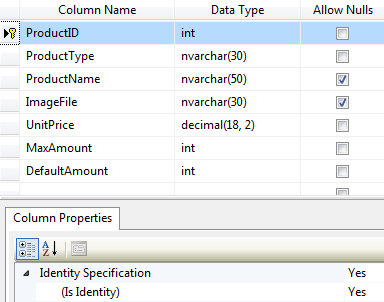 Column Name Data Type Allow Nulls
ProductID int
ProductType nvarchar(30)
ProductName nvarchar(50)
ImageFile nvarchar(30)
UnitPrice decimal(18, 2)
MaxAmount int
DefaultAmount int
Column Properties
Identity Specification Yes
(Is Identity) Yes